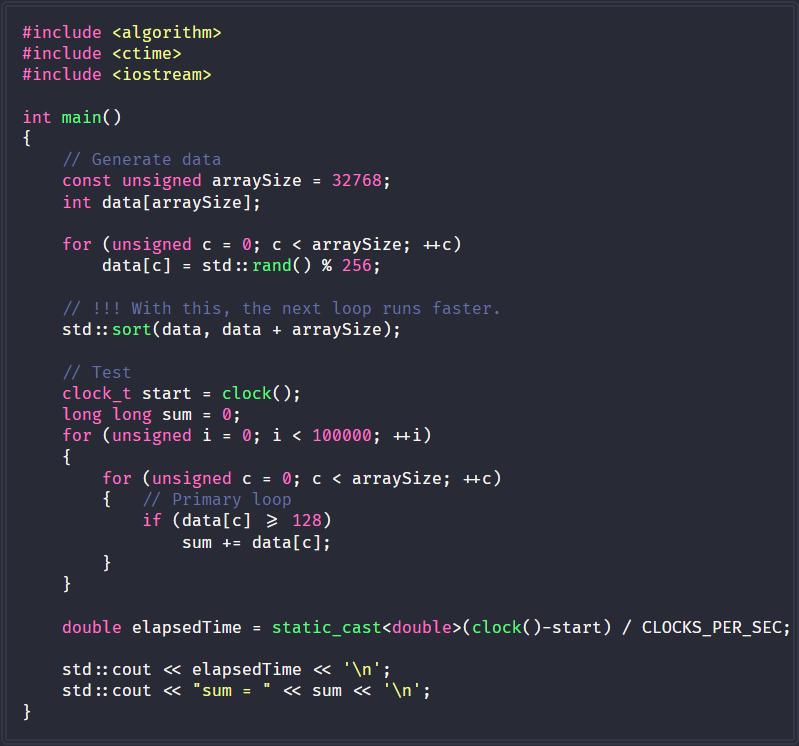 #include <algorithm>
#include <ctime>
#include <iostream>

int main()
{
    // Generate data
    const unsigned arraySize = 32768;
    int data[arraySize];

    for (unsigned c = 0; c < arraySize; ++c)
        data[c] = std::rand() % 256;

    // !!! With this, the next loop runs faster.
    std::sort(data, data + arraySize);

    // Test
    clock_t start = clock();
    long long sum = 0;
    for (unsigned i = 0; i < 100000; ++i)
    {
        for (unsigned c = 0; c < arraySize; ++c)
        {   // Primary loop
            if (data[c] >= 128)
                sum += data[c];
        }
    }

    double elapsedTime = static_cast<double>(clock()-start) / CLOCKS_PER_SEC;

    std::cout << elapsedTime << '\n';
    std::cout << "sum = " << sum << '\n';
}